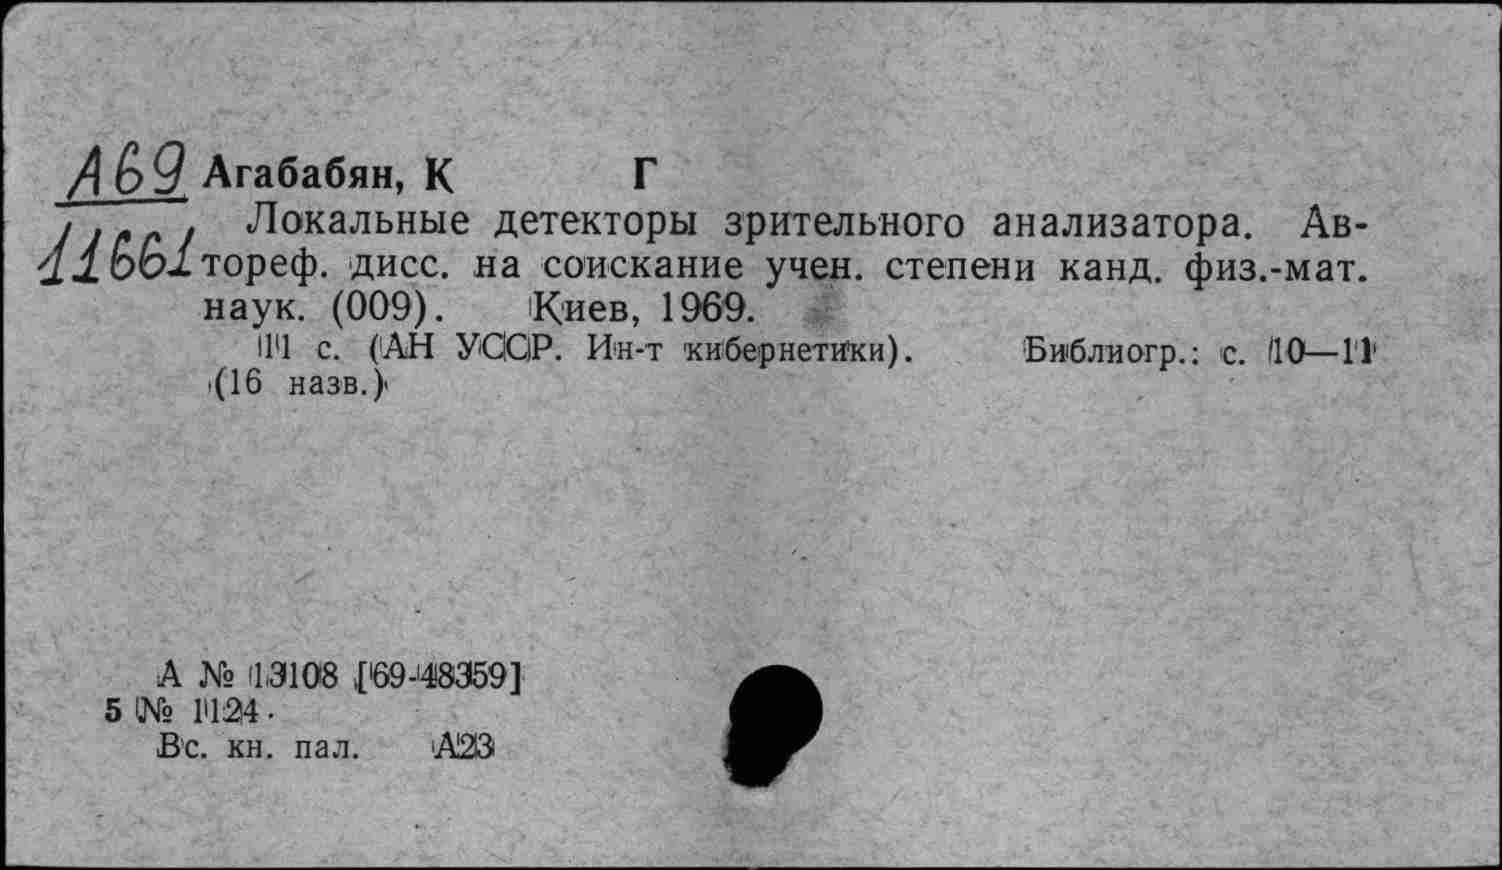 А69 Агабабян, К Г
11661 Локальные детекторы зрительного анализатора. Ав-
тореф. дисс. на соискание учен. степени канд. физ.-мат.
наук. (009). Киев, 1969.
11 с. (АН УССР. Ин-т кибернетики). Библиогр.: с. 10—11
(16 назв.)
А № 13108 [69-48359]
5 № 1124.
Вс. кн. пал. А23